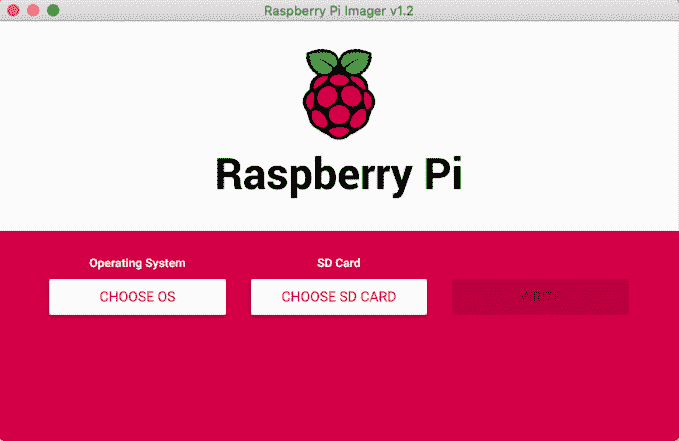 Raspberry Pi Imager v1.2
Raspberry Pi
Operating System
SD Card
CHOOSE OS
CHOOSE SD CARD
WRITE